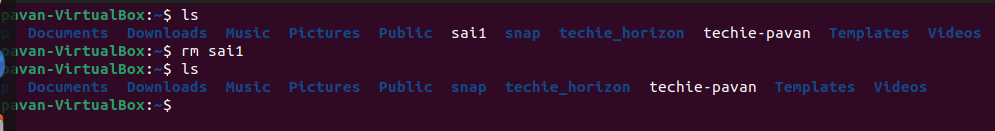 pavan-VirtualBox:~$ ls
p Documents Downloads Music Pictures Public sai1 snap techie_horizon techie-pavan Templates Videos
pavan-VirtualBox:~$ rm sai1
pavan-VirtualBox:~$ ls
p Documents Downloads Music Pictures Public snap techie_horizon techie-pavan Templates Videos
pavan-VirtualBox:~$